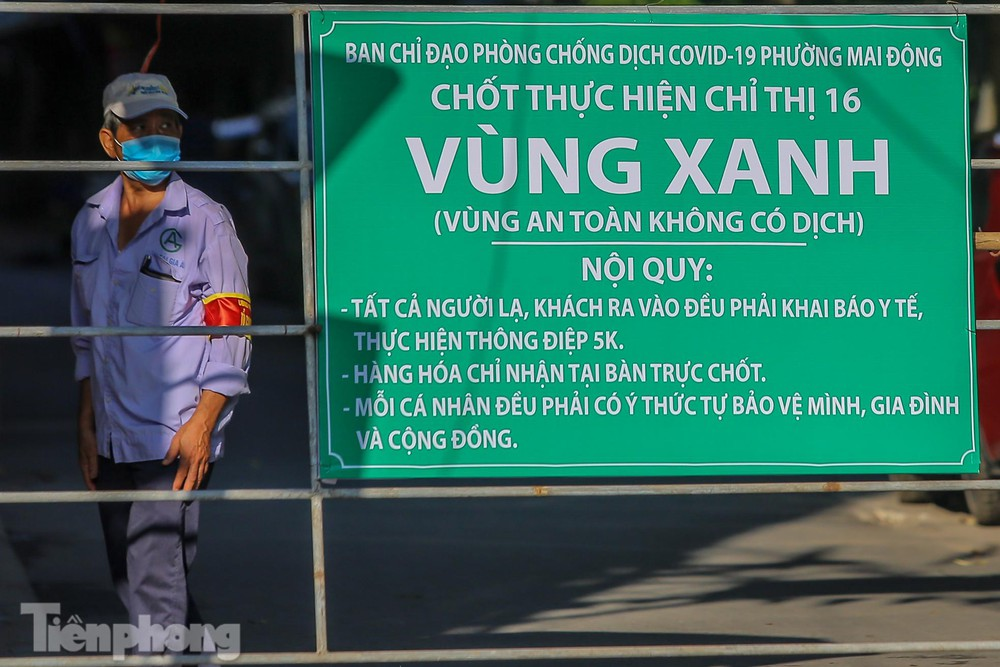 BAN CHỈ ĐẠO PHÒNG CHỐNG DỊCH COVID-19 PHƯỜNG MAI ĐỘNG
CHỐT THỰC HIỆN CHỈ THỊ 16
VÙNG XANH
(VÙNG AN TOÀN KHÔNG CÓ DỊCH)
NỘI QUY:
- TẤT CẢ NGƯỜI LẠ, KHÁCH RA VÀO ĐỀU PHẢI KHAI BÁO Y TẾ,
THỰC HIỆN THÔNG ĐIỆP 5K.
- HÀNG HÓA CHỈ NHẬN TẠI BÀN TRỰC CHỐT.
- MỖI CÁ NHÂN ĐỀU PHẢI CÓ Ý THỨC TỰ BẢO VỆ MÌNH, GIA ĐÌNH
VÀ CỘNG ĐỒNG.
Tiềnphong